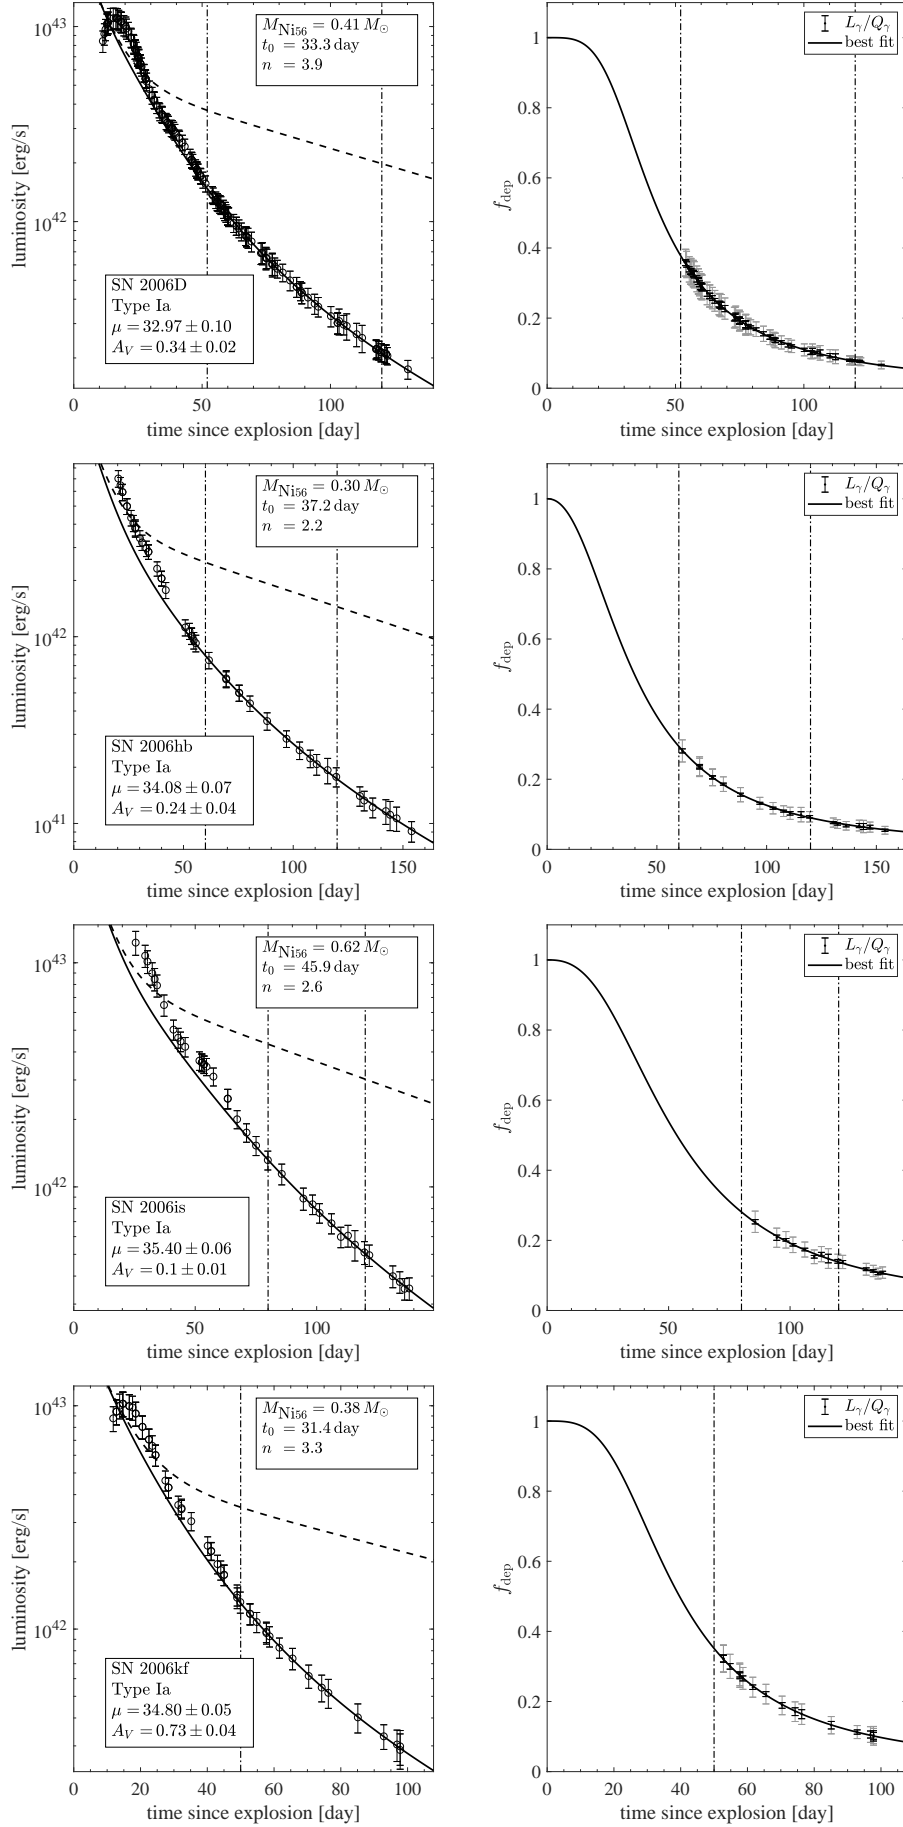 10^43
10^42
luminosity [erg/s]
M_Ni56 = 0.41 M_⊙
t_0 = 33.3 day
n = 3.9
SN 2006D
Type Ia
μ = 32.97 ± 0.10
A_V = 0.34 ± 0.02
0 50 100
time since explosion [day]
L_γ/Q_γ
best fit
1
0.8
0.6
0.4
0.2
0
f_dep
0 50 100
time since explosion [day]
10^42
10^41
luminosity [erg/s]
M_Ni56 = 0.30 M_⊙
t_0 = 37.2 day
n = 2.2
SN 2006hb
Type Ia
μ = 34.08 ± 0.07
A_V = 0.24 ± 0.04
0 50 100 150
time since explosion [day]
L_γ/Q_γ
best fit
1
0.8
0.6
0.4
0.2
0
f_dep
0 50 100 150
time since explosion [day]
10^43
10^42
luminosity [erg/s]
M_Ni56 = 0.62 M_⊙
t_0 = 45.9 day
n = 2.6
SN 2006is
Type Ia
μ = 35.40 ± 0.06
A_V = 0.1 ± 0.01
0 50 100
time since explosion [day]
L_γ/Q_γ
best fit
1
0.8
0.6
0.4
0.2
0
f_dep
0 50 100
time since explosion [day]
10^43
10^42
luminosity [erg/s]
M_Ni56 = 0.38 M_⊙
t_0 = 31.4 day
n = 3.3
SN 2006kf
Type Ia
μ = 34.80 ± 0.05
A_V = 0.73 ± 0.04
0 20 40 60 80 100
time since explosion [day]
L_γ/Q_γ
best fit
1
0.8
0.6
0.4
0.2
0
f_dep
0 20 40 60 80 100
time since explosion [day]